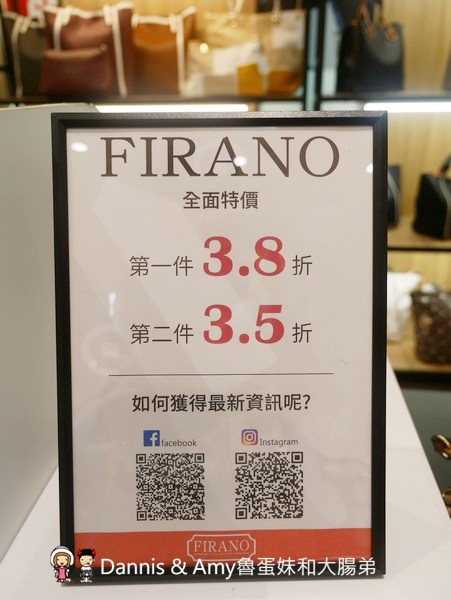 FIRANO
全面特價
第一件 3.8 折
第二件 3.5 折
如何獲得最新資訊呢?
facebook
Instagram
FIRANO
Dannis & Amy魯蛋妹和大腸弟